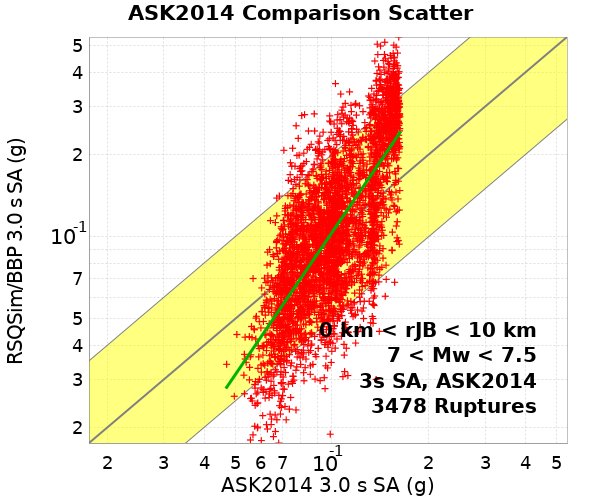 ASK2014 Comparison Scatter
5
4
3
2
10-1
7
5
4
3
2
RSQSim/BBP 3.0 s SA (g)
0 km < rJB < 10 km
7 < Mw < 7.5
3s SA, ASK2014
3478 Ruptures
2 3 4 5 6 7 10-1 2 3 4 5
ASK2014 3.0 s SA (g)